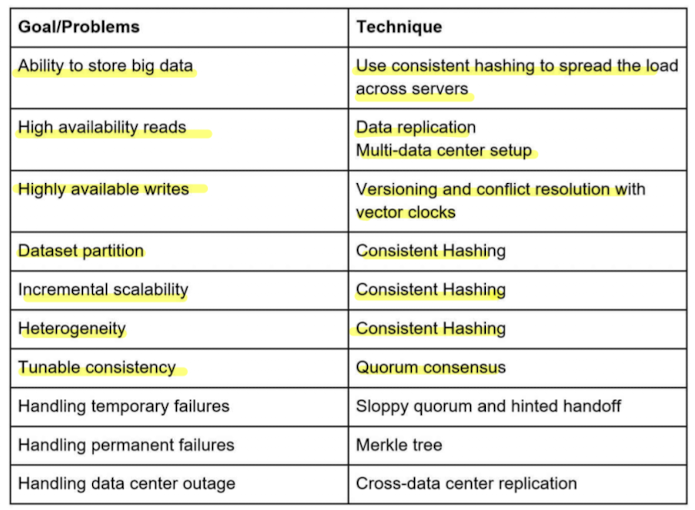 Goal/Problems Technique
Ability to store big data Use consistent hashing to spread the load
across servers
High availability reads Data replication
Multi-data center setup
Highly available writes Versioning and conflict resolution with
vector clocks
Dataset partition Consistent Hashing
Incremental scalability Consistent Hashing
Heterogeneity Consistent Hashing
Tunable consistency Quorum consensus
Handling temporary failures Sloppy quorum and hinted handoff
Handling permanent failures Merkle tree
Handling data center outage Cross-data center replication